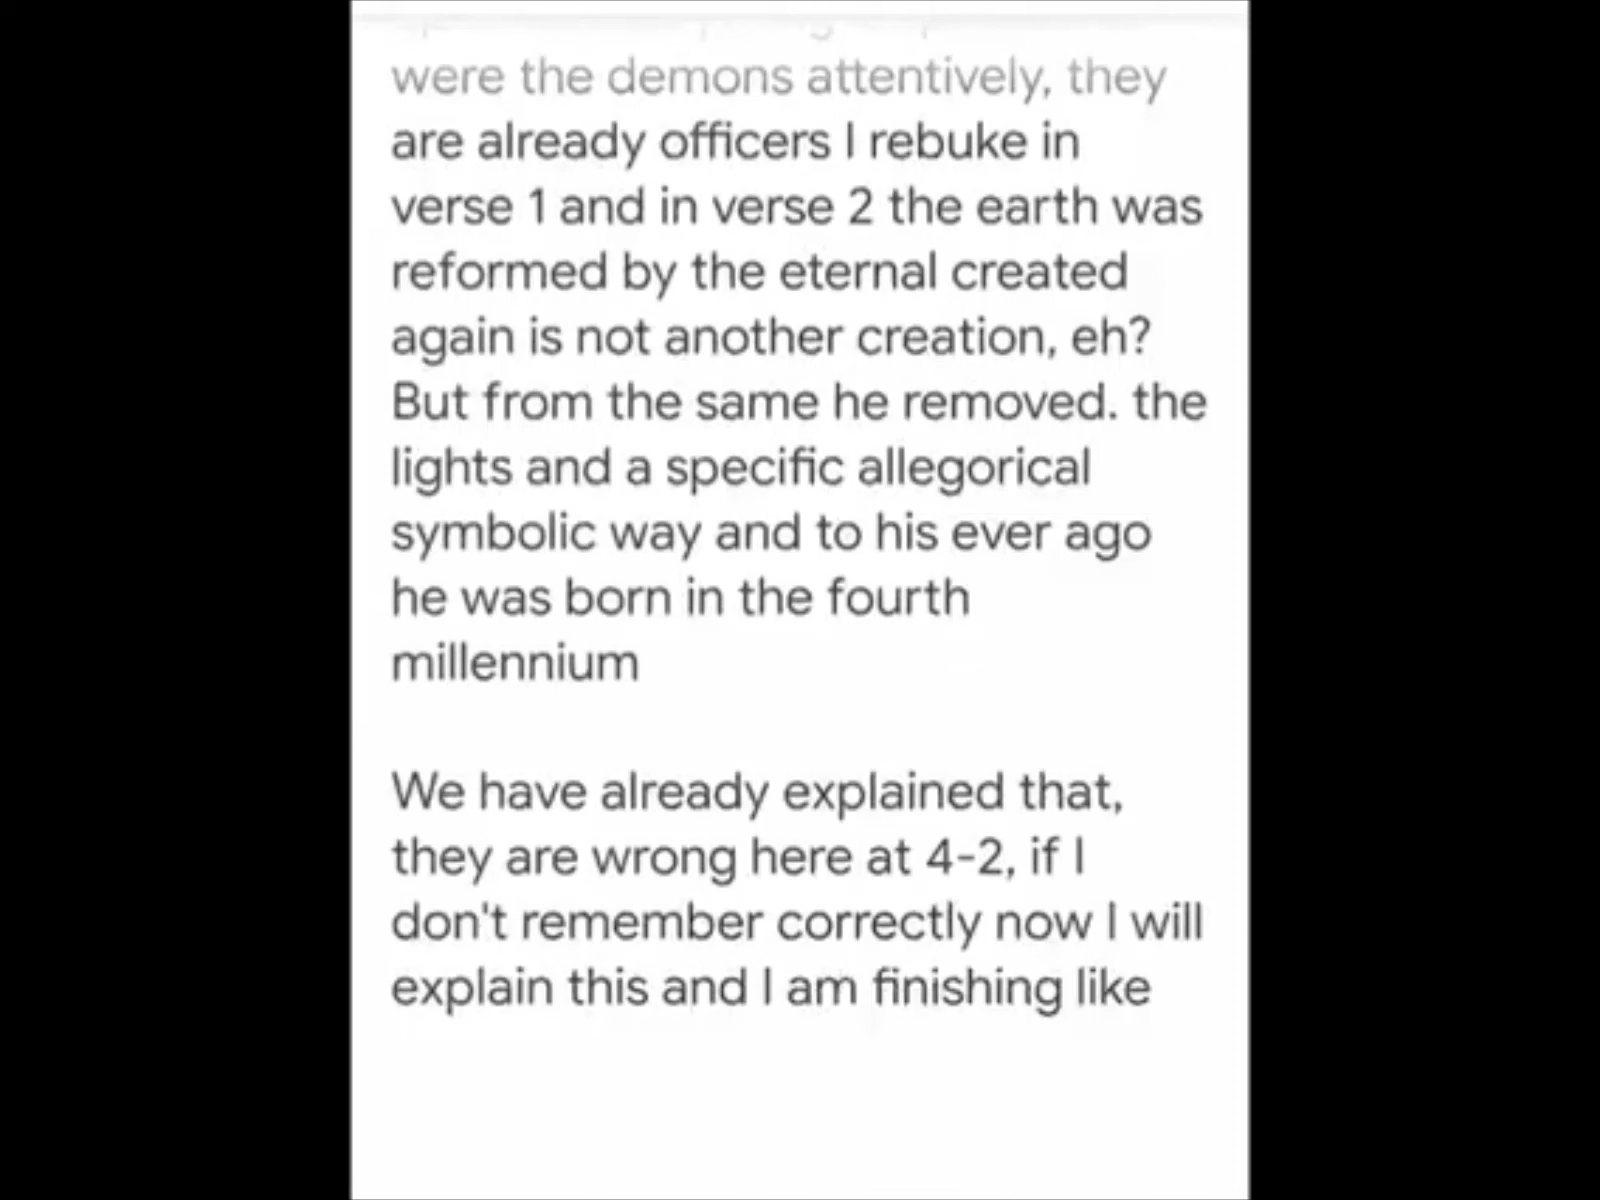 were the demons attentively, they
are already officers I rebuke in
verse 1 and in verse 2 the earth was
reformed by the eternal created
again is not another creation, eh?
But from the same he removed. the
lights and a specific allegorical
symbolic way and to his ever ago
he was born in the fourth
millennium
We have already explained that,
they are wrong here at 4-2, if I
don't remember correctly now I will
explain this and I am finishing like